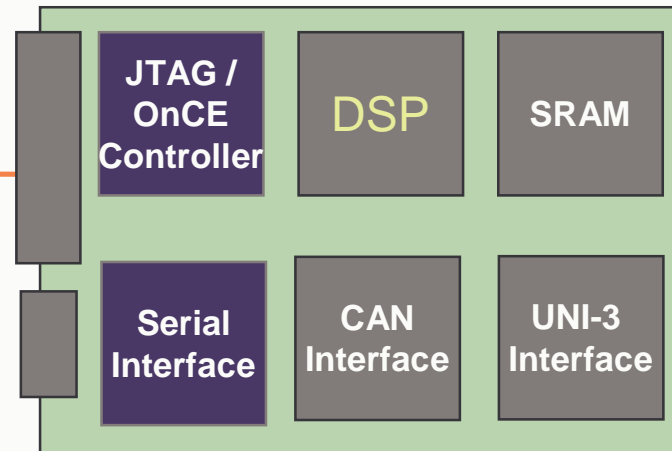 JTAG /
OnCE
Controller
DSP
SRAM
Serial
Interface
CAN
Interface
UNI-3
Interface